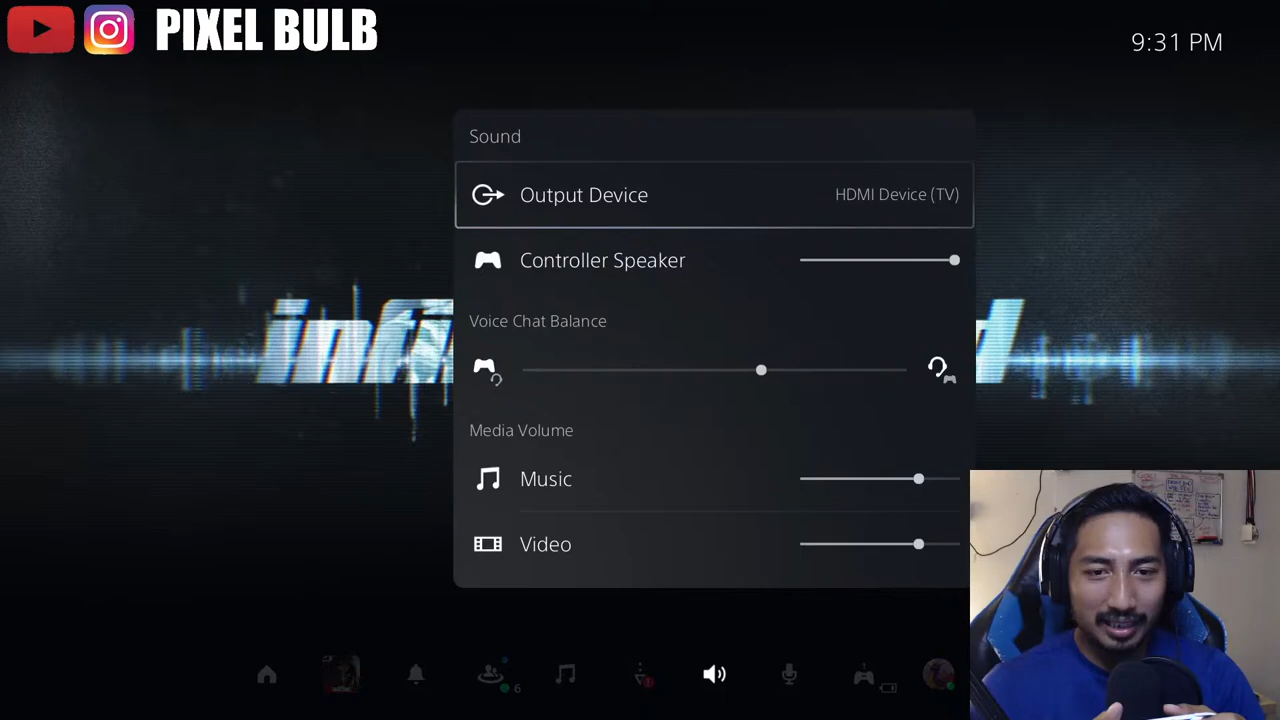 PIXEL BULB
9:31 PM
Sound
Output Device
HDMI Device (TV)
Controller Speaker
Voice Chat Balance
Media Volume
Music
Video
6